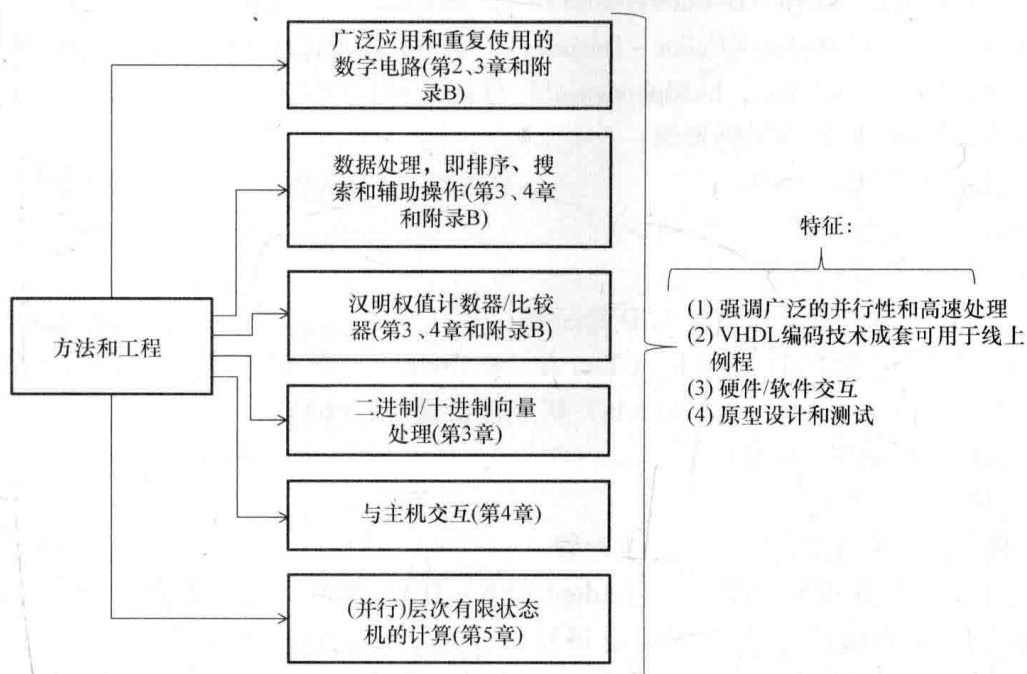 广泛应用和重复使用的
数字电路(第2、3章和附
录B)
数据处理，即排序、搜
索和辅助操作(第3、4章
和附录B)
汉明权值计数器/比较
器(第3、4章和附录B)
二进制/十进制向量
处理(第3章)
与主机交互(第4章)
(并行)层次有限状态
机的计算(第5章)
方法和工程
特征：
(1) 强调广泛的并行性和高速处理
(2) VHDL编码技术成套可用于线上
例程
(3) 硬件/软件交互
(4) 原型设计和测试